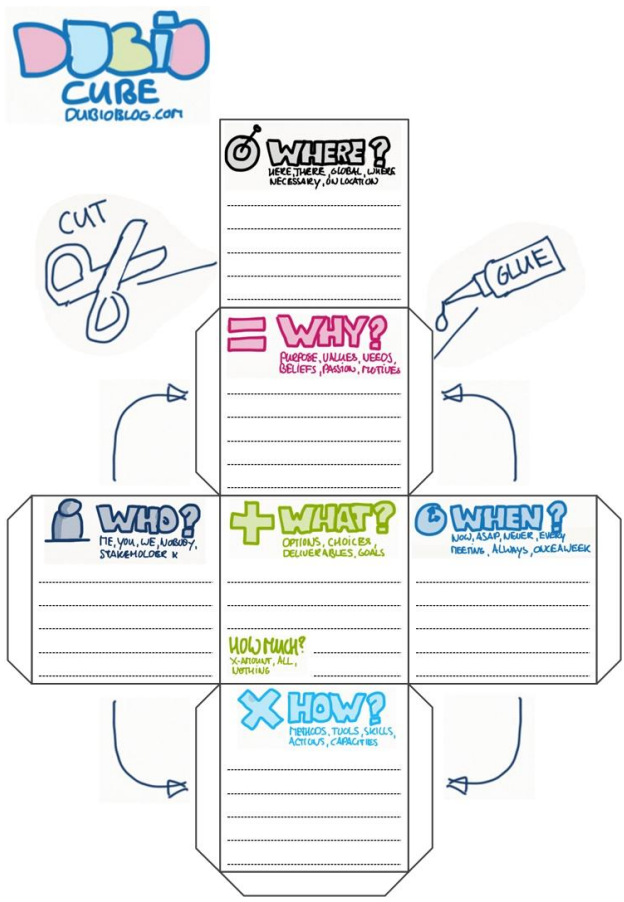 DUBIO
CUBE
DUBIOBLOG.COM
WHERE?
HERE, THERE, GLOBAL, WHERE
NECESSARY, ON LOCATION
CUT
GLUE
WHY?
PURPOSE, VALUES, NEEDS,
BELIEFS, PASSION, MOTIVES
WHO?
ME, YOU, WE, NOBODY,
STAKEHOLDER X
WHAT?
OPTIONS, CHOICES,
DELIVERABLES, GOALS
HOW MUCH?
X-AMOUNT, ALL,
NOTHING
WHEN?
NOW, ASAP, NEVER, EVERY
MEETING, ALWAYS, ONCE A WEEK
HOW?
METHODS, TOOLS, SKILLS,
ACTIONS, CAPACITIES